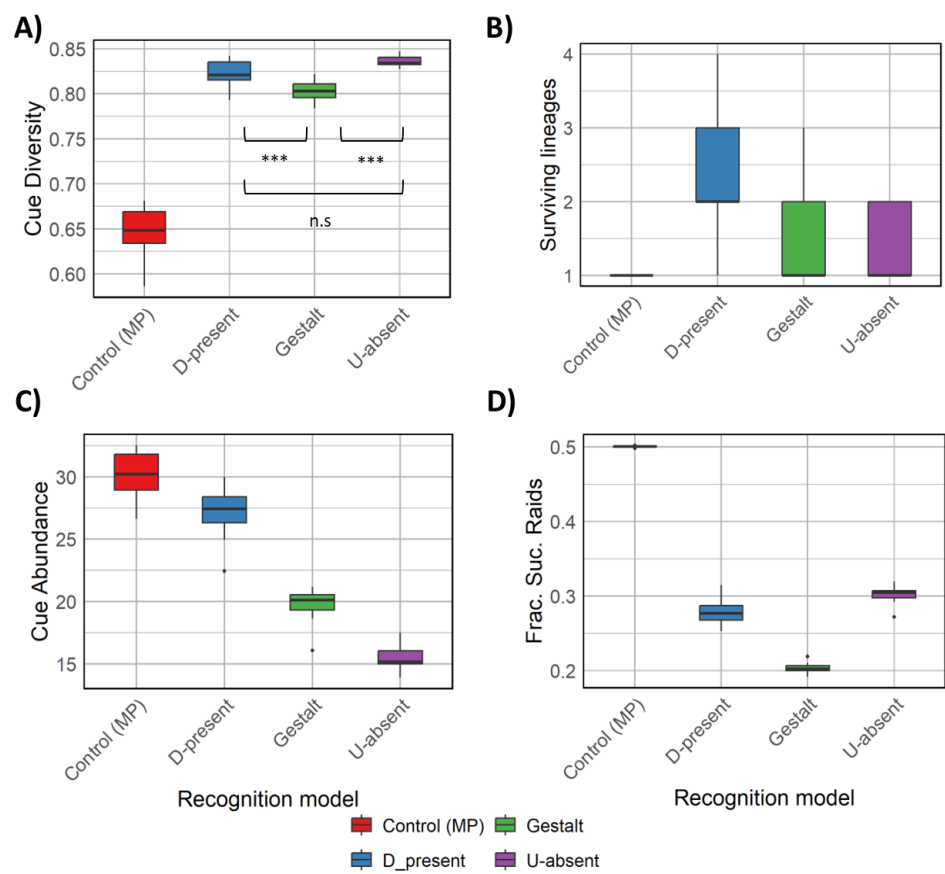 A)
Cue Diversity
0.85
0.80
0.75
0.70
0.65
0.60
***
***
n.s
Control (MP)
D-present
Gestalt
U-absent
B)
Surviving lineages
4
3
2
1
Control (MP)
D-present
Gestalt
U-absent
C)
Cue Abundance
30
25
20
15
Control (MP)
D-present
Gestalt
U-absent
Recognition model
D)
Frac. Suc. Raids
0.5
0.4
0.3
0.2
Control (MP)
D-present
Gestalt
U-absent
Recognition model
Control (MP)
Gestalt
D_present
U-absent